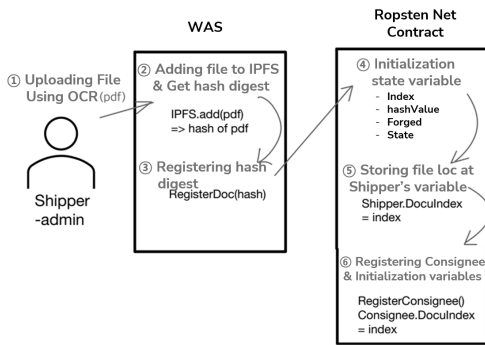 WAS
Ropsten Net
Contract
① Uploading File
Using OCR(pdf)
Shipper
-admin
② Adding file to IPFS
& Get hash digest
IPFS.add(pdf)
=> hash of pdf
③ Registering hash
digest
RegisterDoc(hash)
④ Initialization
state variable
- Index
- hashValue
- Forged
- State
⑤ Storing file loc at
Shipper's variable
Shipper.DocuIndex
= index
⑥ Registering Consignee
& Initialization variables
RegisterConsignee()
Consignee.DocuIndex
= index